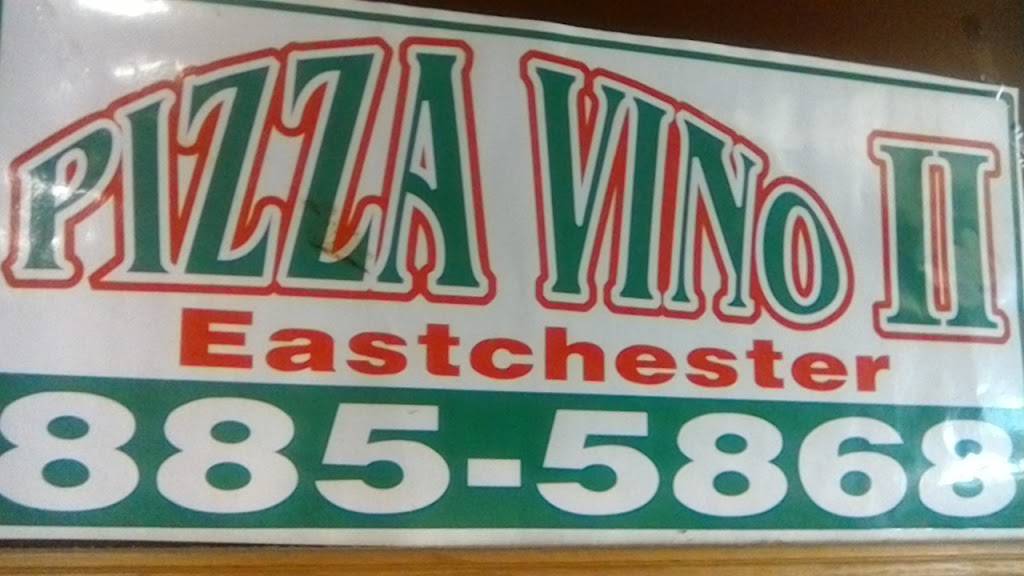 PIZZA VINO II
Eastchester
885-5868